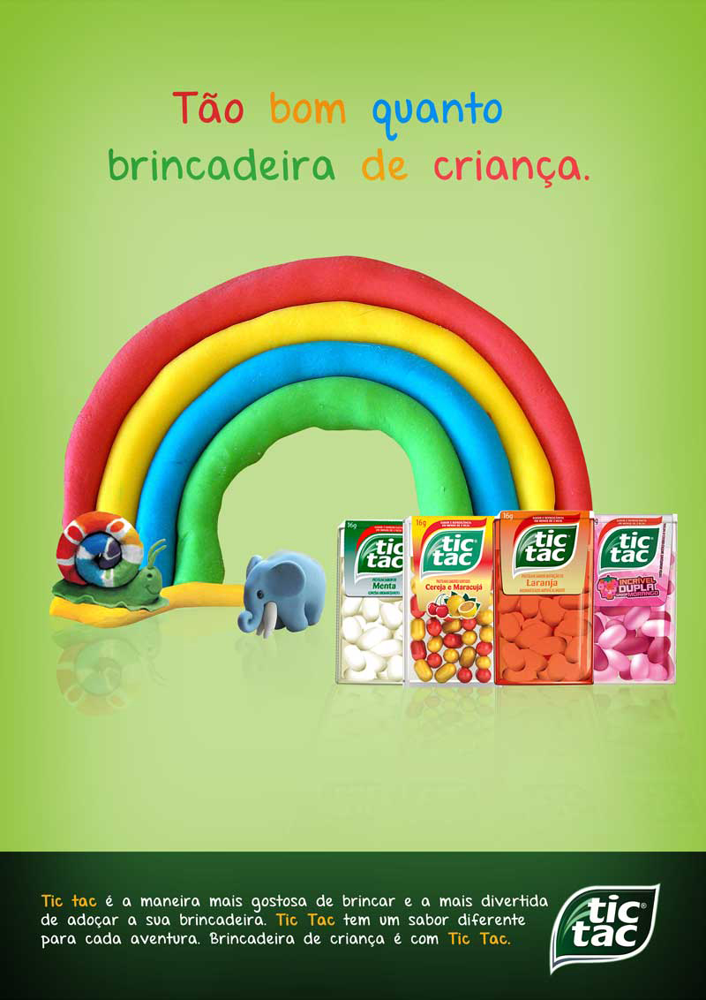 Tão bom quanto
brincadeira de criança.
16g
tic
tac
Menta
16g
tic
tac
Cereja e Maracujá
16g
tic
tac
Laranja
tic
tac
INCRÍVEL
DUPLA!
MORANGO
Tic tac é a maneira mais gostosa de brincar e a mais divertida
de adoçar a sua brincadeira. Tic Tac tem um sabor diferente
para cada aventura. Brincadeira de criança é com Tic Tac.
tic®
tac